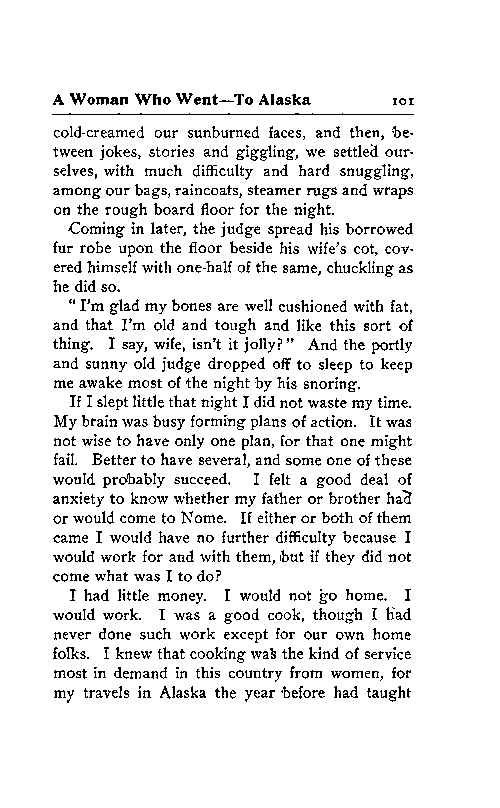 A Woman Who Went—To Alaska 101
cold-creamed our sunburned faces, and then, be-
tween jokes, stories and giggling, we settled our-
selves, with much difficulty and hard snuggling,
among our bags, raincoats, steamer rugs and wraps
on the rough board floor for the night.
Coming in later, the judge spread his borrowed
fur robe upon the floor beside his wife's cot, cov-
ered himself with one-half of the same, chuckling as
he did so.
" I'm glad my bones are well cushioned with fat,
and that I'm old and tough and like this sort of
thing. I say, wife, isn't it jolly? " And the portly
and sunny old judge dropped off to sleep to keep
me awake most of the night by his snoring.
If I slept little that night I did not waste my time.
My brain was busy forming plans of action. It was
not wise to have only one plan, for that one might
fail. Better to have several, and some one of these
would probably succeed. I felt a good deal of
anxiety to know whether my father or brother had
or would come to Nome. If either or both of them
came I would have no further difficulty because I
would work for and with them, but if they did not
come what was I to do?
I had little money. I would not go home. I
would work. I was a good cook, though I had
never done such work except for our own home
folks. I knew that cooking was the kind of service
most in demand in this country from women, for
my travels in Alaska the year before had taught